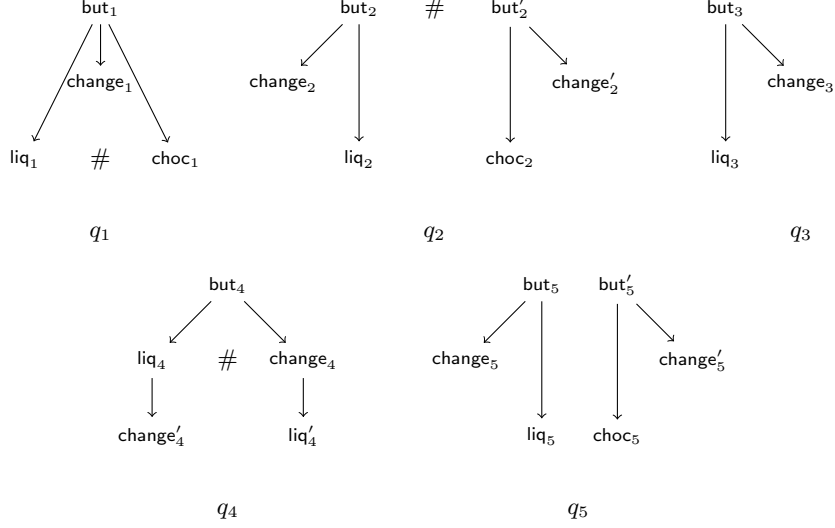 but₁ but₂ # but′₂ but₃
change₁ change₂ change′₂ change₃
liq₁ # choc₁ liq₂ choc₂ liq₃
q₁ q₂ q₃
but₄ but₅ but′₅
liq₄ # change₄ change₅ change′₅
change′₄ liq′₄ liq₅ choc₅
q₄ q₅